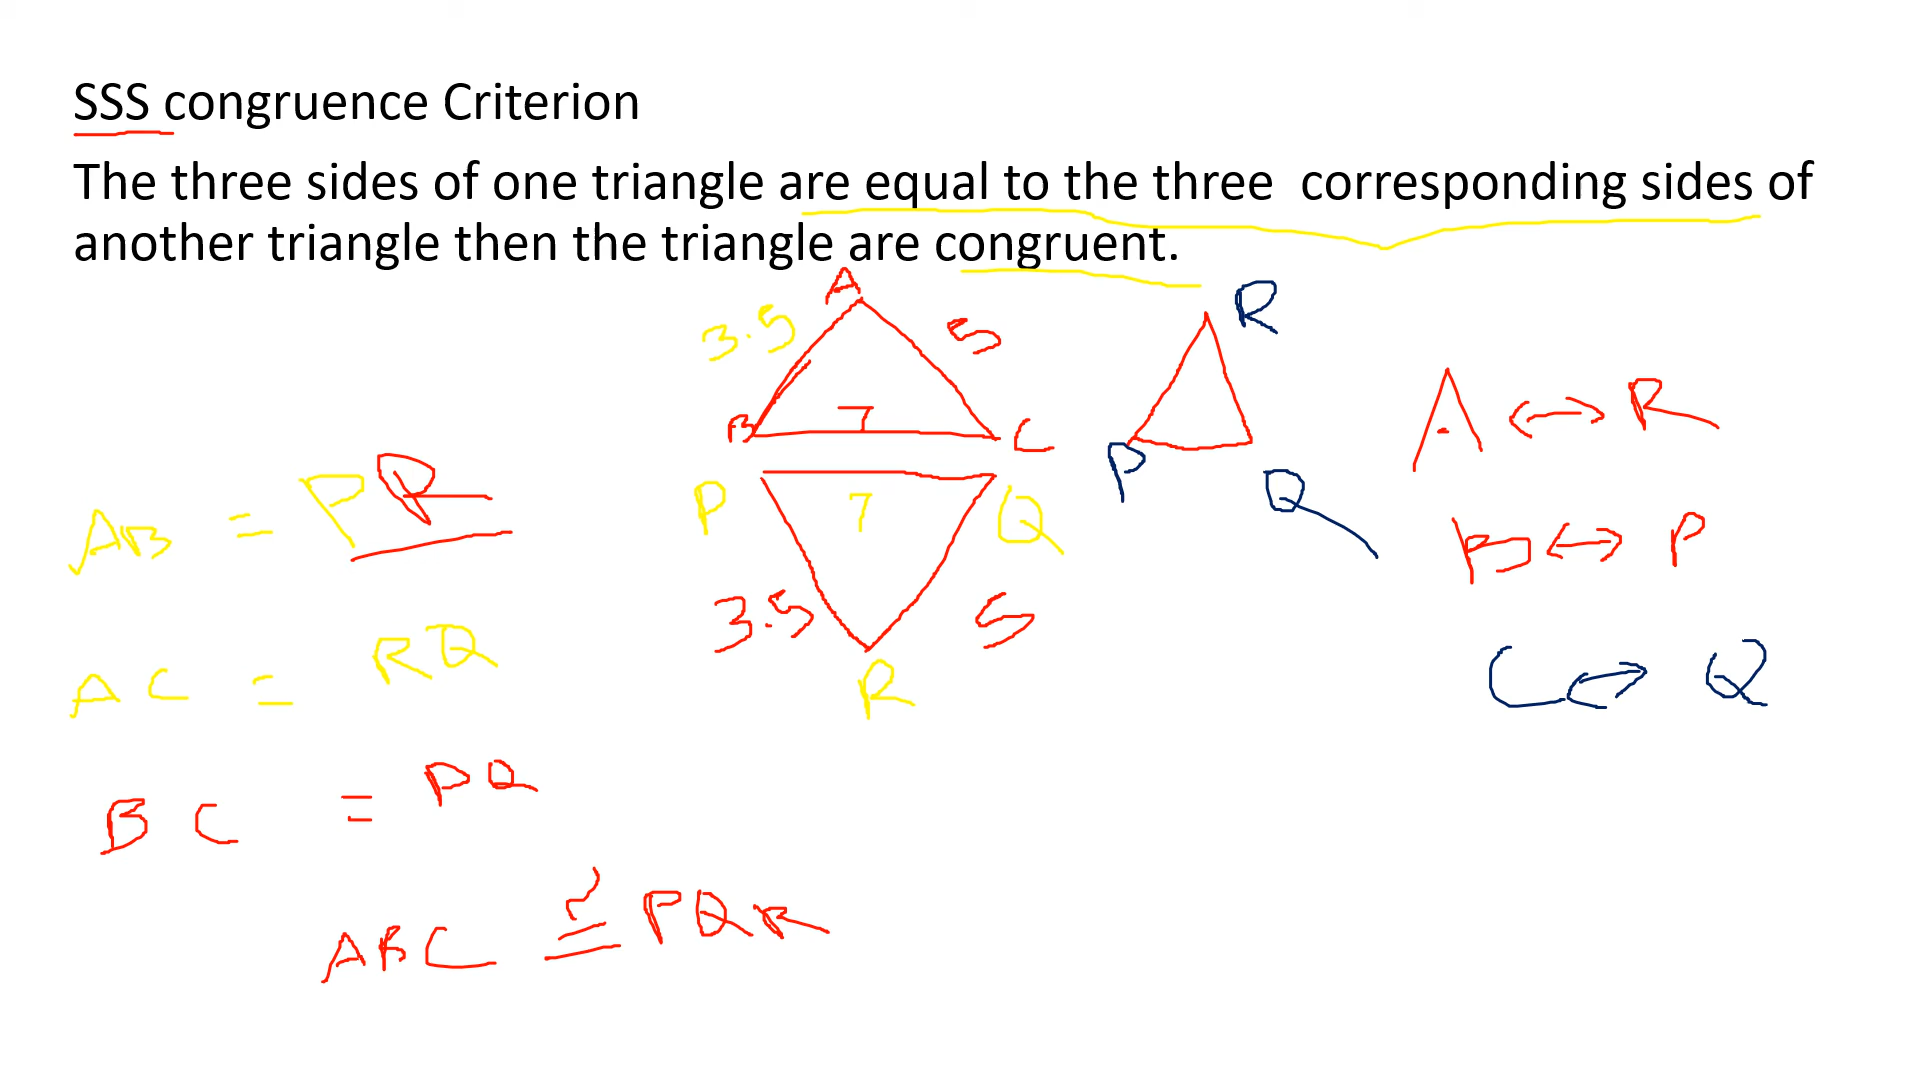 SSS congruence Criterion
The three sides of one triangle are equal to the three corresponding sides of
another triangle then the triangle are congruent.
A
3.5
5
B
7
C
R
P
Q
P
7
Q
3.5
5
R
A ↔ R
B ↔ P
C ↔ Q
AB = PR
AC = RQ
BC = PQ
ABC ≅ PQR